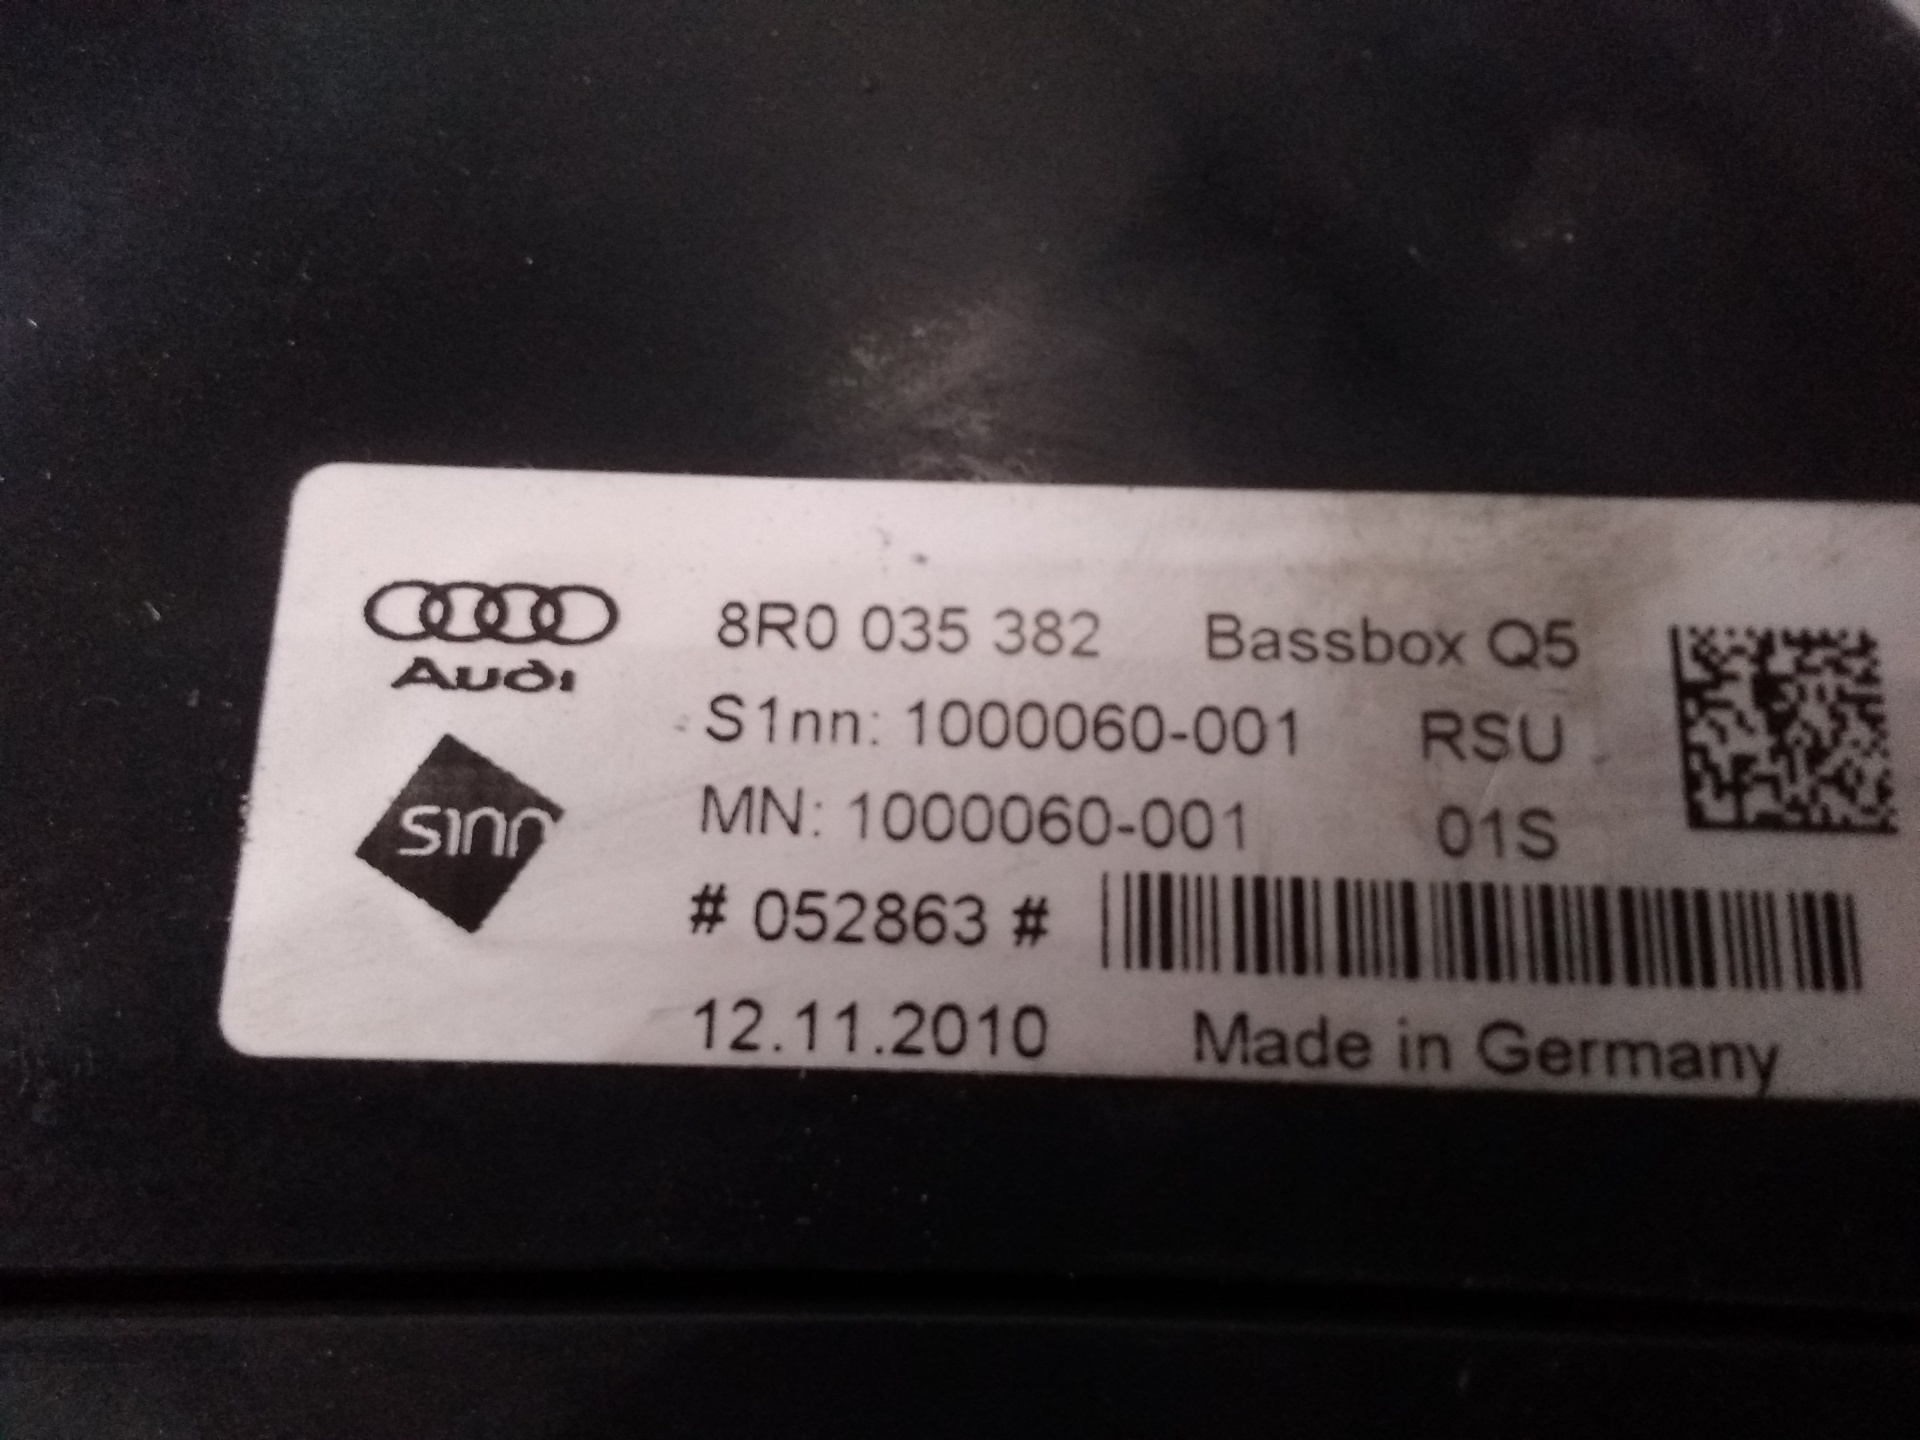 Audi
8R0 035 382 Bassbox Q5
S1nn: 1000060-001 RSU
s1nn
MN: 1000060-001 01S
# 052863 #
12.11.2010 Made in Germany